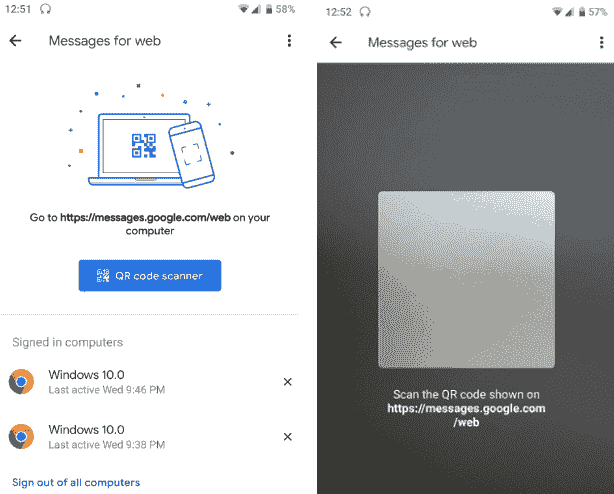 12:51
58%
Messages for web
Go to https://messages.google.com/web on your
computer
QR code scanner
Signed in computers
Windows 10.0
Last active Wed 9:46 PM
Windows 10.0
Last active Wed 9:38 PM
Sign out of all computers
12:52
57%
Messages for web
Scan the QR code shown on
https://messages.google.com
/web